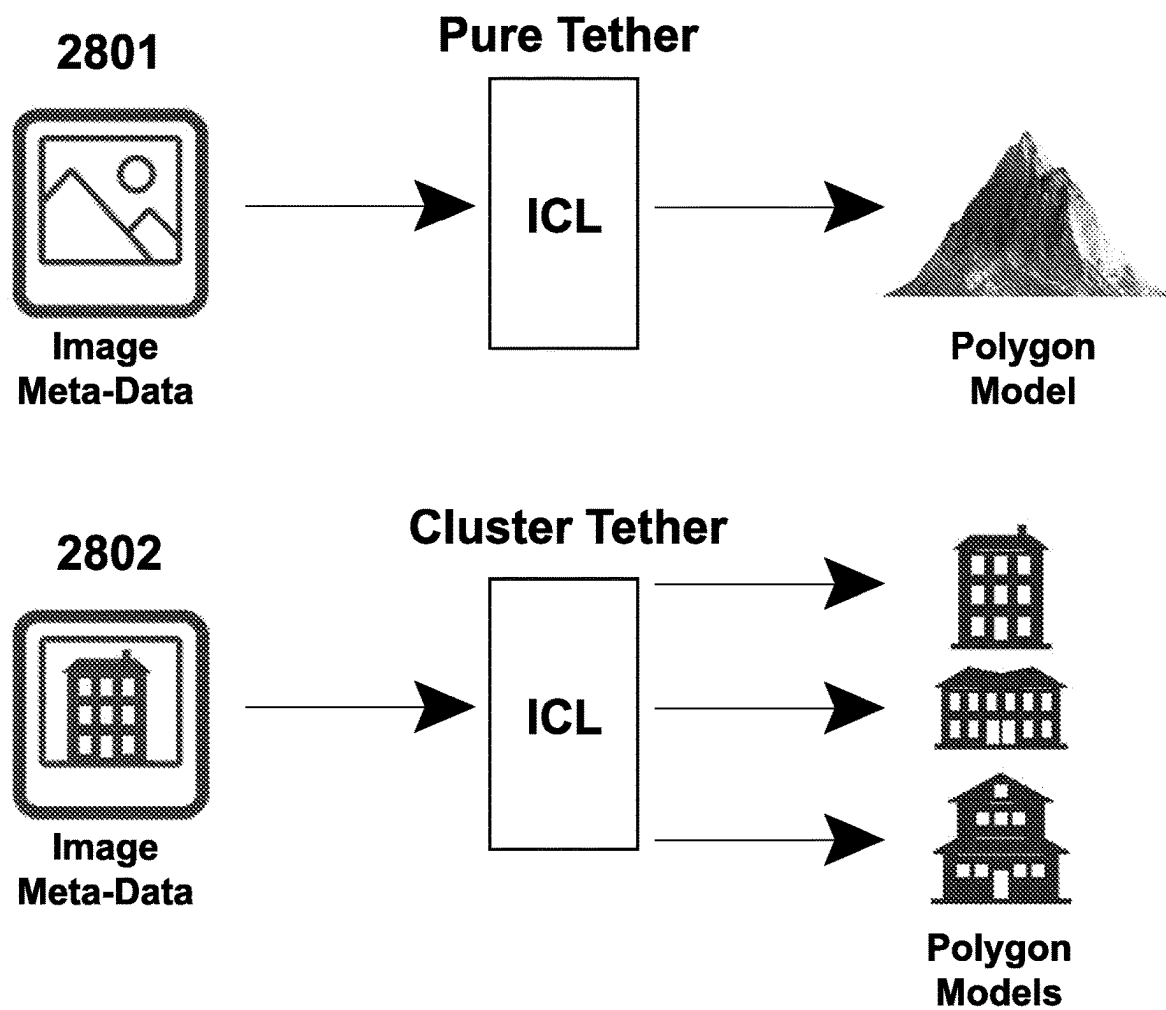 Pure Tether
2801
ICL
Image
Meta-Data
Polygon
Model
Cluster Tether
2802
ICL
Image
Meta-Data
Polygon
Models